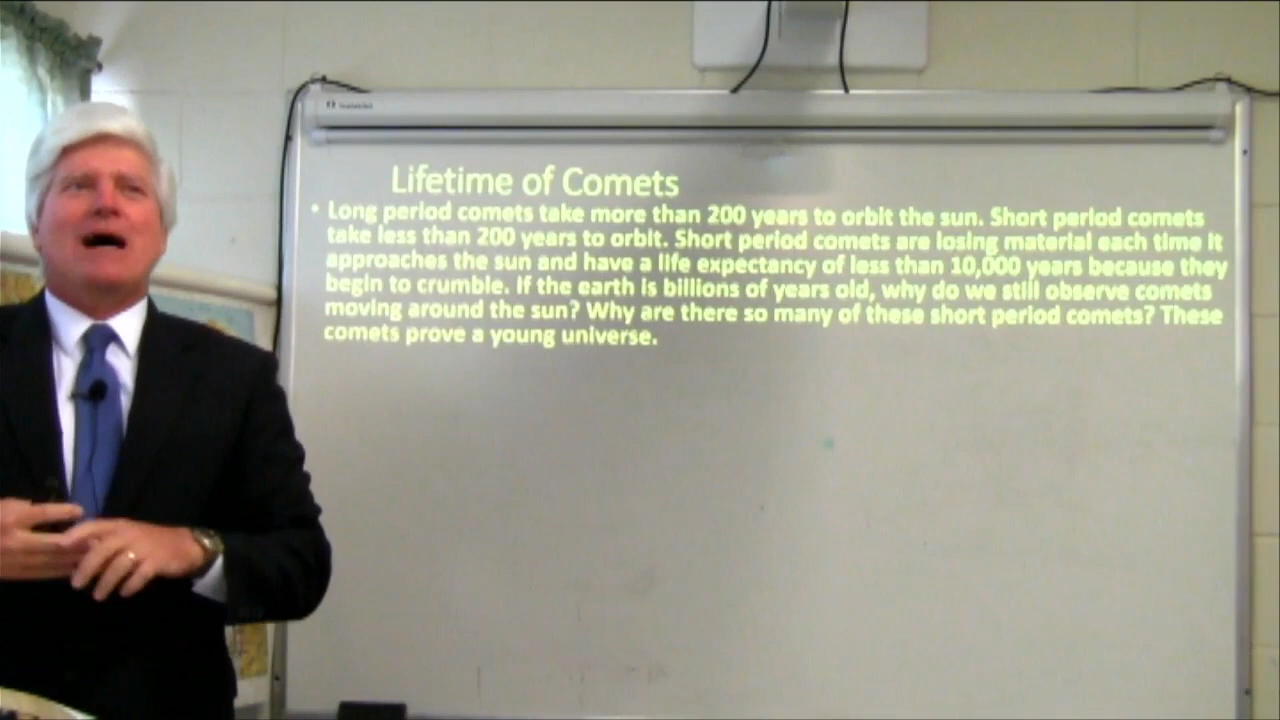 Lifetime of Comets
• Long period comets take more than 200 years to orbit the sun. Short period comets
take less than 200 years to orbit. Short period comets are losing material each time it
approaches the sun and have a life expectancy of less than 10,000 years because they
begin to crumble. If the earth is billions of years old, why do we still observe comets
moving around the sun? Why are there so many of these short period comets? These
comets prove a young universe.